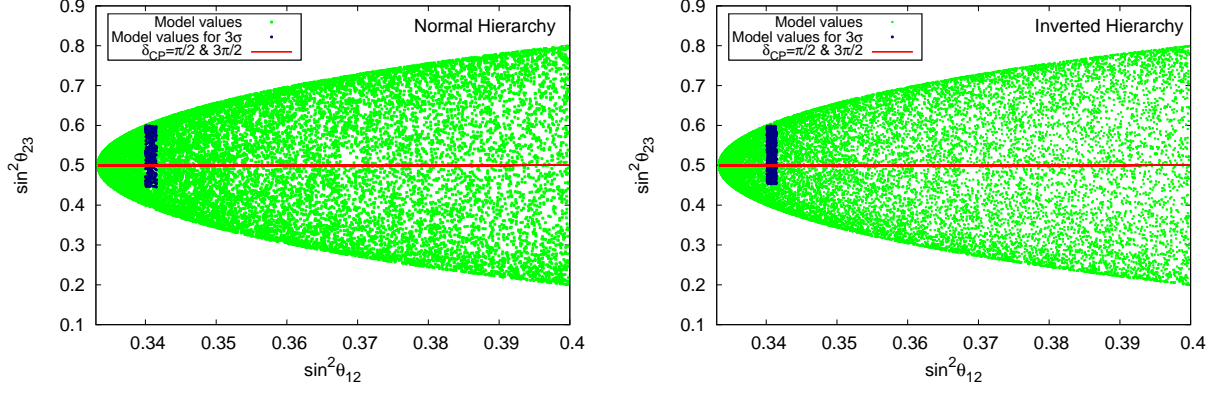 Model values
Model values for 3σ
δCP=π/2 & 3π/2
Normal Hierarchy
0.9
0.8
0.7
0.6
0.5
0.4
0.3
0.2
0.1
sin²θ23
0.34
0.35
0.36
0.37
0.38
0.39
0.4
sin²θ12
Model values
Model values for 3σ
δCP=π/2 & 3π/2
Inverted Hierarchy
0.9
0.8
0.7
0.6
0.5
0.4
0.3
0.2
0.1
sin²θ23
0.34
0.35
0.36
0.37
0.38
0.39
0.4
sin²θ12